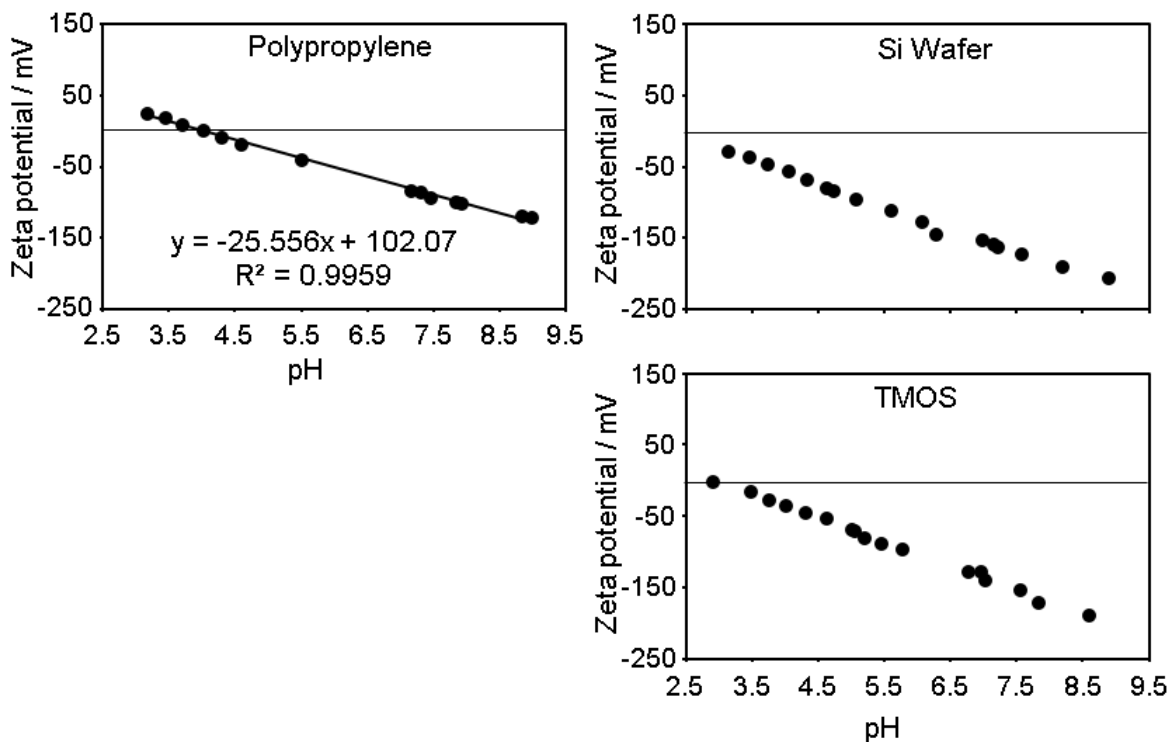 Polypropylene
Zeta potential / mV
150
50
-50
-150
-250
y = -25.556x + 102.07
R² = 0.9959
2.5 3.5 4.5 5.5 6.5 7.5 8.5 9.5
pH
Si Wafer
Zeta potential / mV
150
50
-50
-150
-250
TMOS
Zeta potential / mV
150
50
-50
-150
-250
2.5 3.5 4.5 5.5 6.5 7.5 8.5 9.5
pH